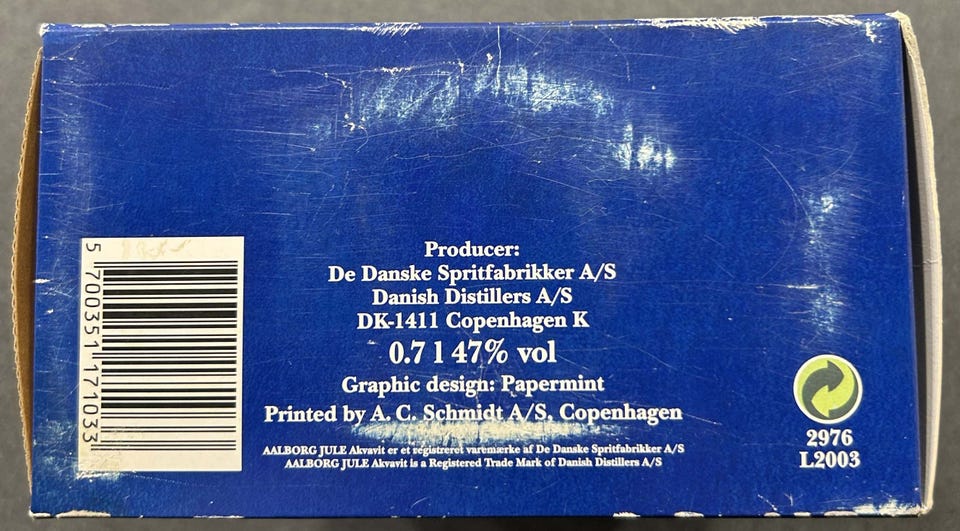 Producer:
De Danske Spritfabrikker A/S
Danish Distillers A/S
DK-1411 Copenhagen K
0.7 l 47% vol
Graphic design: Papermint
Printed by A. C. Schmidt A/S, Copenhagen
AALBORG JULE Akvavit er et registreret varemærke af De Danske Spritfabrikker A/S
AALBORG JULE Akvavit is a Registered Trade Mark of Danish Distillers A/S
5 700351 171033
2976
L2003